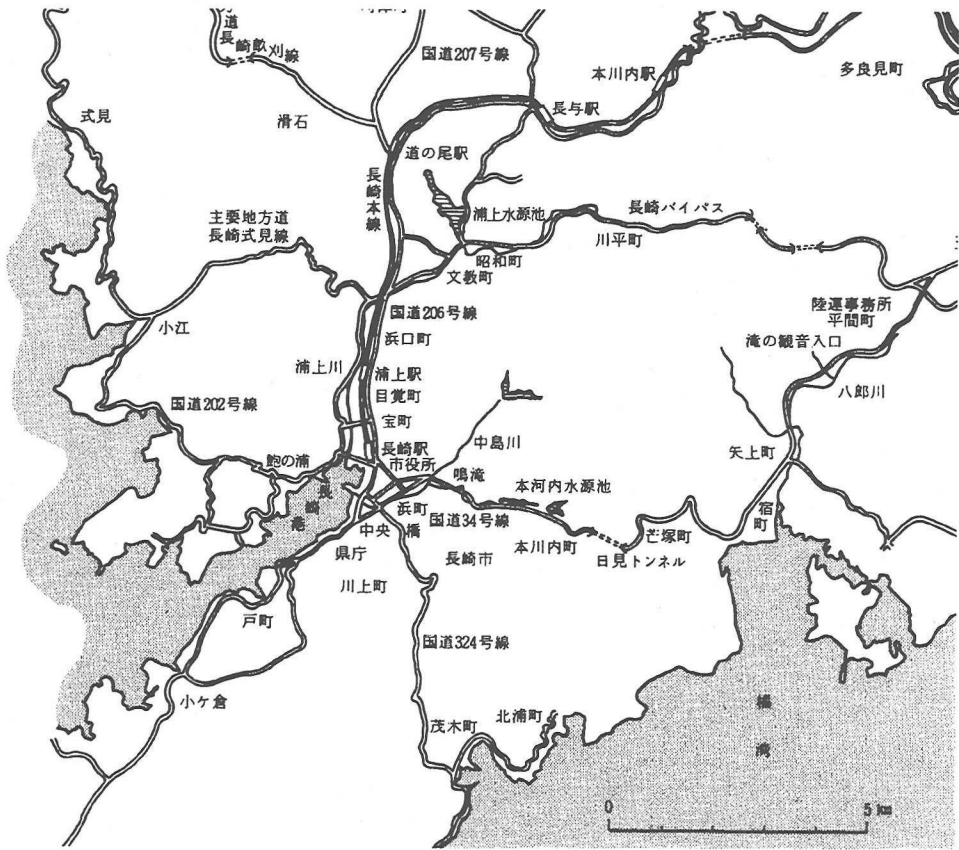 長崎畝刈線
国道207号線
本川内駅
多良見町
長与駅
式見
滑石
道の尾駅
長崎本線
浦上水源池
長崎バイパス
主要地方道
長崎式見線
川平町
昭和町
文教町
小江
国道206号線
陸運事務所
平間町
浜口町
滝の観音入口
浦上川
浦上駅
目覚町
八郎川
国道202号線
宝町
中島川
長崎駅
矢上町
市役所
鮑の浦
鳴滝
本河内水源池
長崎港
浜町
宿町
中央橋
国道34号線
芒塚町
本川内町
県庁
長崎市
日見トンネル
川上町
戸町
国道324号線
小ケ倉
北浦町
橘湾
茂木町
0
5㎞